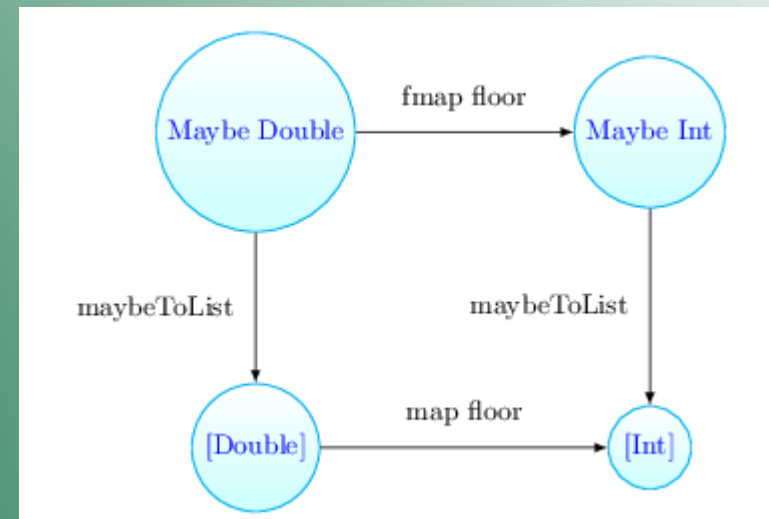 fmap floor
Maybe Double
Maybe Int
maybeToList
maybeToList
map floor
[Double]
[Int]